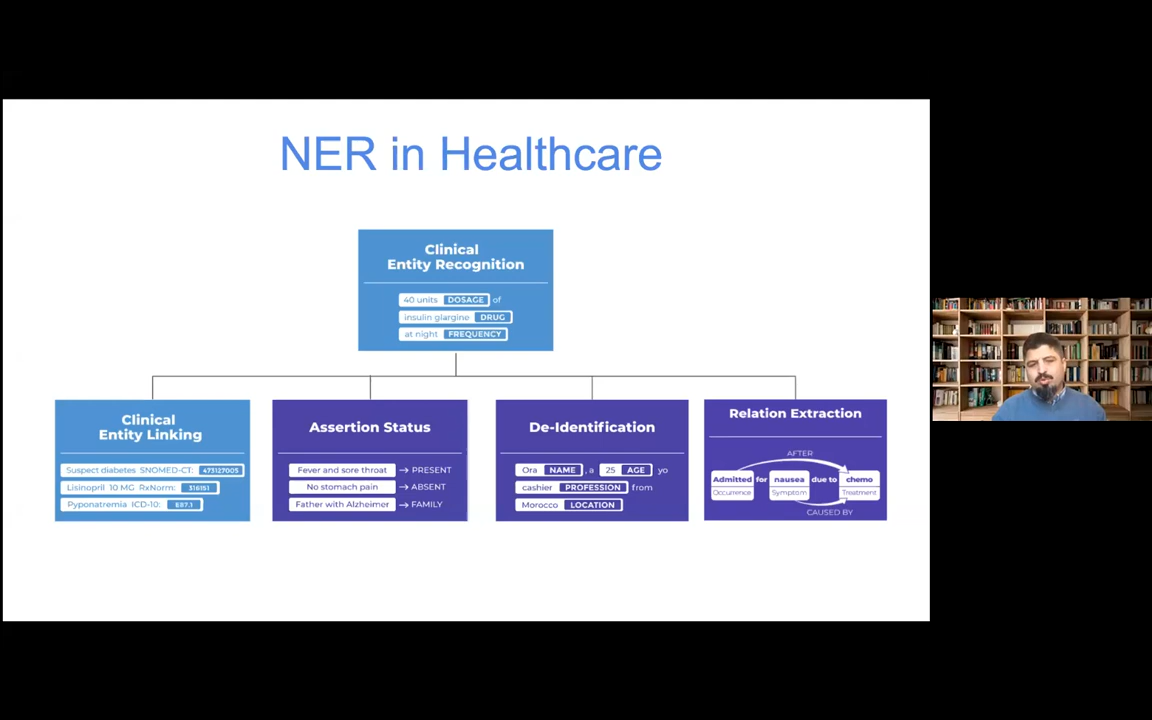 NER in Healthcare
Clinical
Entity Recognition
40 units DOSAGE of
insulin glargine DRUG
at night FREQUENCY
Clinical
Entity Linking
Suspect diabetes SNOMED-CT: 473127005
Lisinopril 10 MG RxNorm: 316151
Pyponatremia ICD-10: E87.1
Assertion Status
Fever and sore throat → PRESENT
No stomach pain → ABSENT
Father with Alzheimer → FAMILY
De-Identification
Ora NAME , a 25 AGE yo
cashier PROFESSION from
Morocco LOCATION
Relation Extraction
AFTER
Admitted for nausea due to chemo
Occurrence Symptom Treatment
CAUSED BY